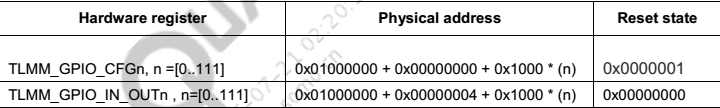 Hardware register Physical address Reset state
TLMM_GPIO_CFGn, n =[0..111] 0x01000000 + 0x00000000 + 0x1000 * (n) 0x0000001
TLMM_GPIO_IN_OUTn , n=[0..111] 0x01000000 + 0x00000004 + 0x1000 * (n) 0x00000000